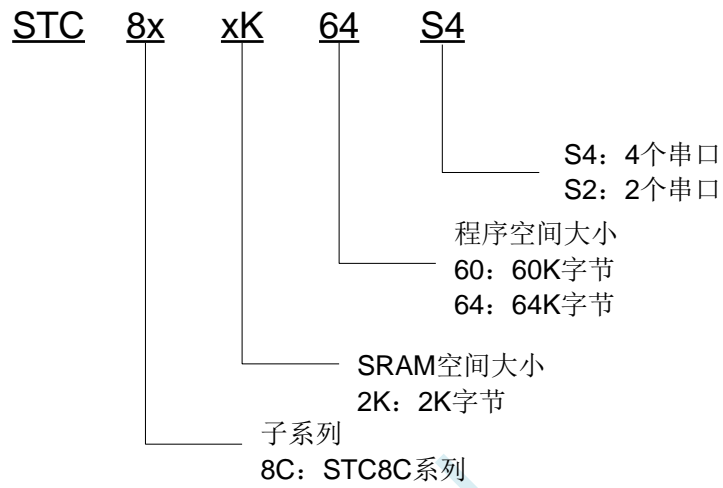 STC 8x xK 64 S4
S4：4个串口
S2：2个串口
程序空间大小
60：60K字节
64：64K字节
SRAM空间大小
2K：2K字节
子系列
8C：STC8C系列